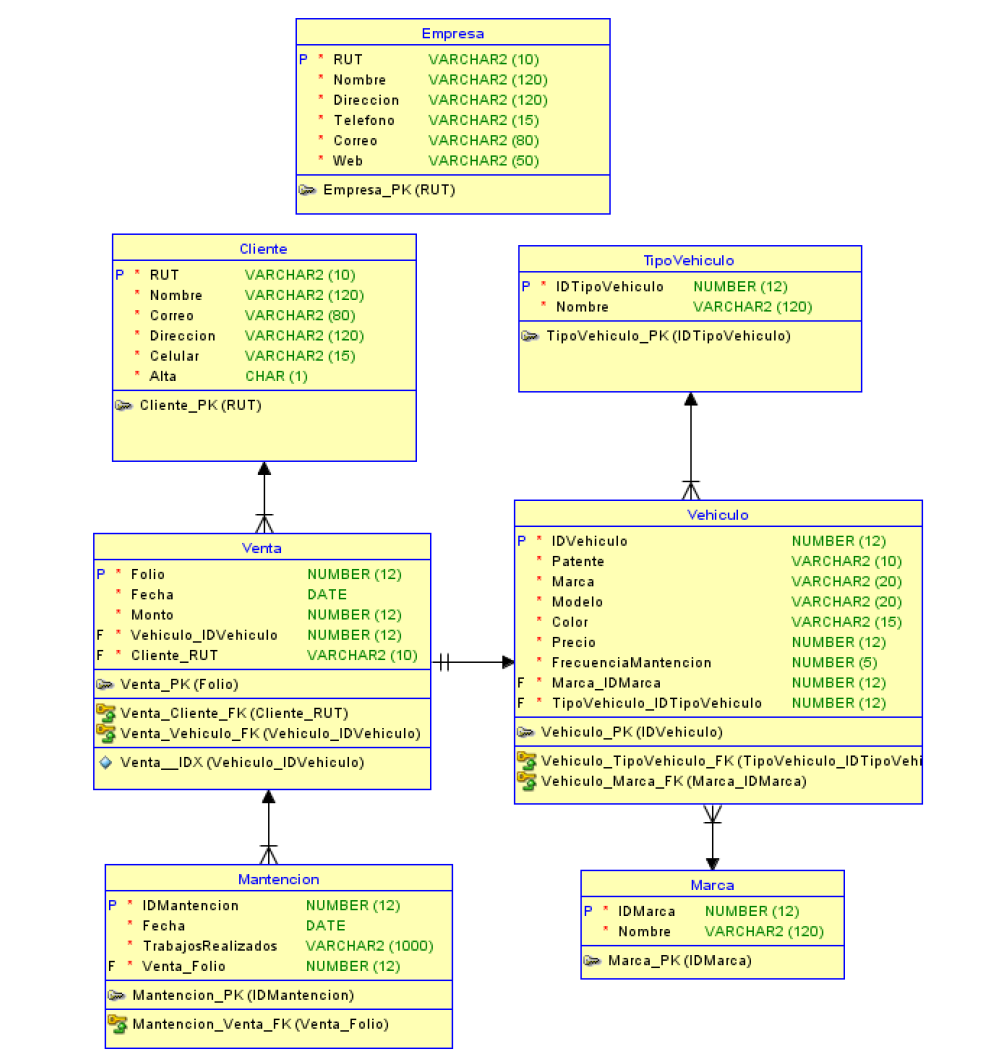 Empresa
P * RUT VARCHAR2 (10)
* Nombre VARCHAR2 (120)
* Direccion VARCHAR2 (120)
* Telefono VARCHAR2 (15)
* Correo VARCHAR2 (80)
* Web VARCHAR2 (50)
Empresa_PK (RUT)
Cliente
P * RUT VARCHAR2 (10)
* Nombre VARCHAR2 (120)
* Correo VARCHAR2 (80)
* Direccion VARCHAR2 (120)
* Celular VARCHAR2 (15)
* Alta CHAR (1)
Cliente_PK (RUT)
TipoVehiculo
P * IDTipoVehiculo NUMBER (12)
* Nombre VARCHAR2 (120)
TipoVehiculo_PK (IDTipoVehiculo)
Venta
P * Folio NUMBER (12)
* Fecha DATE
* Monto NUMBER (12)
F * Vehiculo_IDVehiculo NUMBER (12)
F * Cliente_RUT VARCHAR2 (10)
Venta_PK (Folio)
Venta_Cliente_FK (Cliente_RUT)
Venta_Vehiculo_FK (Vehiculo_IDVehiculo)
Venta__IDX (Vehiculo_IDVehiculo)
Vehiculo
P * IDVehiculo NUMBER (12)
* Patente VARCHAR2 (10)
* Marca VARCHAR2 (20)
* Modelo VARCHAR2 (20)
* Color VARCHAR2 (15)
* Precio NUMBER (12)
* FrecuenciaMantencion NUMBER (5)
F * Marca_IDMarca NUMBER (12)
F * TipoVehiculo_IDTipoVehiculo NUMBER (12)
Vehiculo_PK (IDVehiculo)
Vehiculo_TipoVehiculo_FK (TipoVehiculo_IDTipoVehi
Vehiculo_Marca_FK (Marca_IDMarca)
Mantencion
P * IDMantencion NUMBER (12)
* Fecha DATE
* TrabajosRealizados VARCHAR2 (1000)
F * Venta_Folio NUMBER (12)
Mantencion_PK (IDMantencion)
Mantencion_Venta_FK (Venta_Folio)
Marca
P * IDMarca NUMBER (12)
* Nombre VARCHAR2 (120)
Marca_PK (IDMarca)